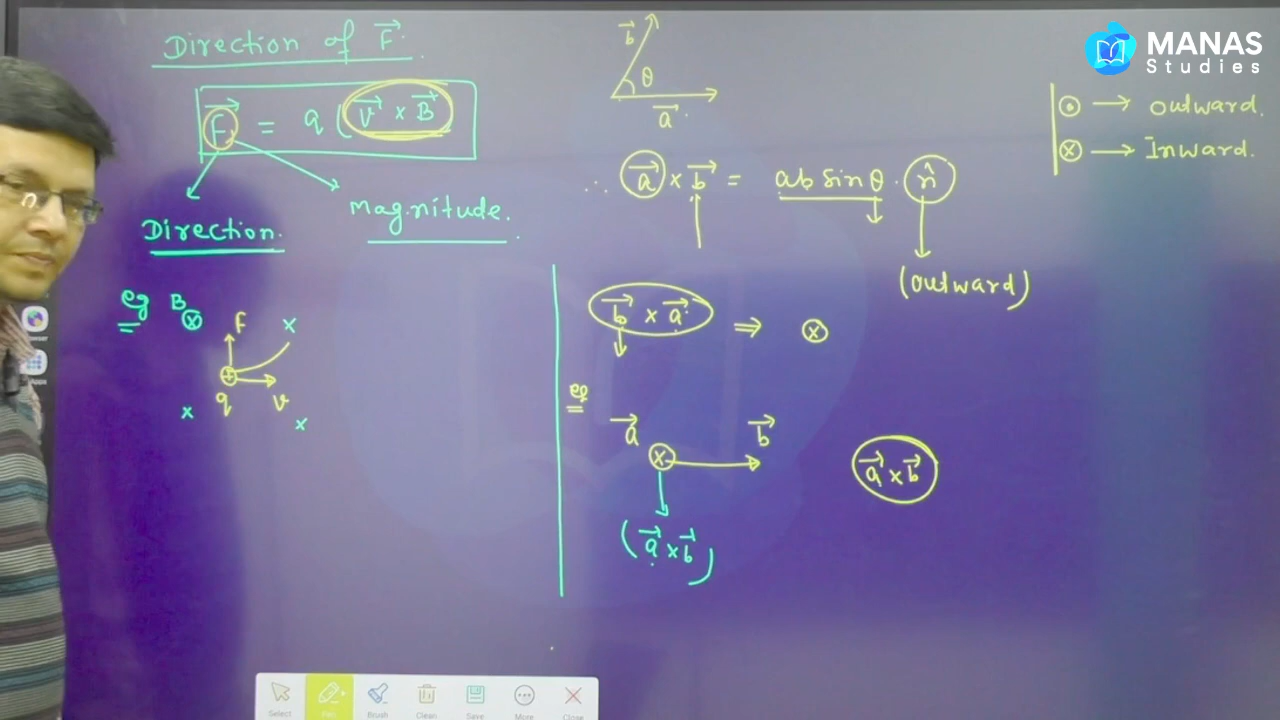 Direction of F⃗.
F⃗ = q (v⃗ × B⃗
Direction.
magnitude.
eg B ⊗
F
x
⊕
q v
x x
b⃗
θ
a⃗
∴ a⃗ × b⃗ = ab sin θ . n̂
(outward)
b⃗ × a⃗ ⇒ ⊗
eg
a⃗ b⃗
⊗
(a⃗ × b⃗)
a⃗ × b⃗
MANAS
Studies
⊙ → outward.
⊗ → Inward.
Select Pen Brush Clean Save More Close